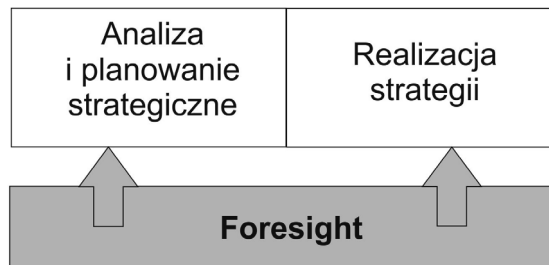 Analiza
i planowanie
strategiczne
Realizacja
strategii
Foresight